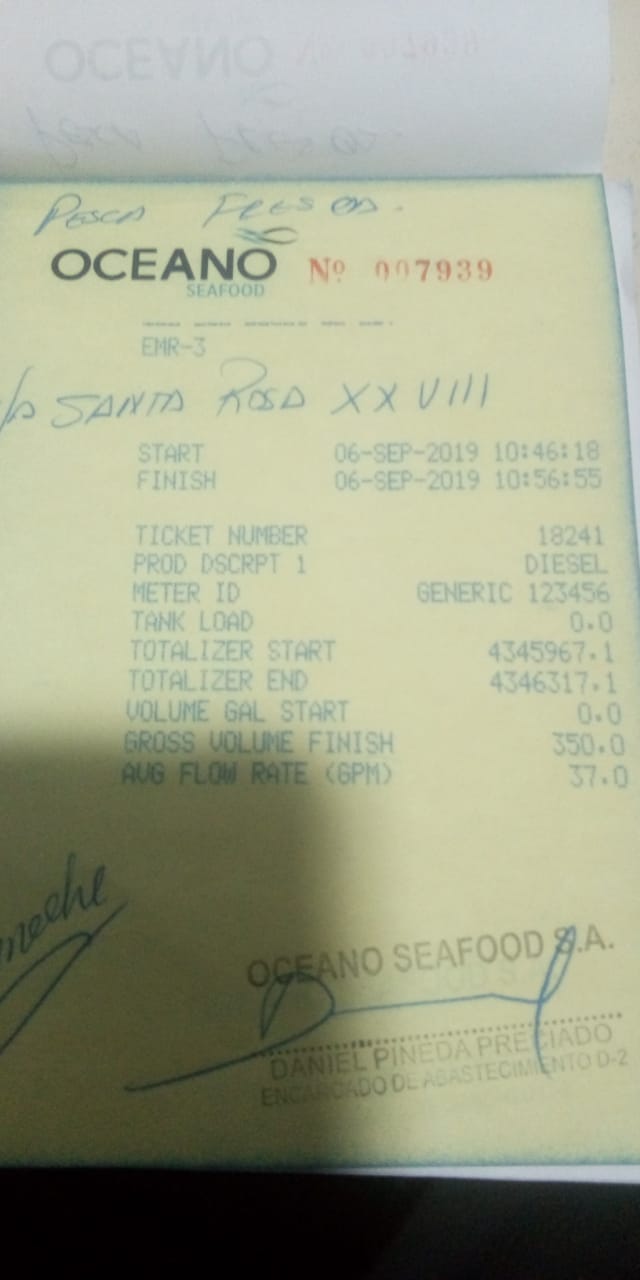 PESCA FRESCA.
OCEANO
SEAFOOD
Nº 007939
EMR-3
SANTA ROSA XXVIII
START 06-SEP-2019 10:46:18
FINISH 06-SEP-2019 10:56:55
TICKET NUMBER 18241
PROD DSCRPT 1 DIESEL
METER ID GENERIC 123456
TANK LOAD 0.0
TOTALIZER START 4345967.1
TOTALIZER END 4346317.1
VOLUME GAL START 0.0
GROSS VOLUME FINISH 350.0
AVG FLOW RATE (GPM) 37.0
OCEANO SEAFOOD S.A.
DANIEL PINEDA PRECIADO
ENCARGADO DE ABASTECIMIENTO D-2